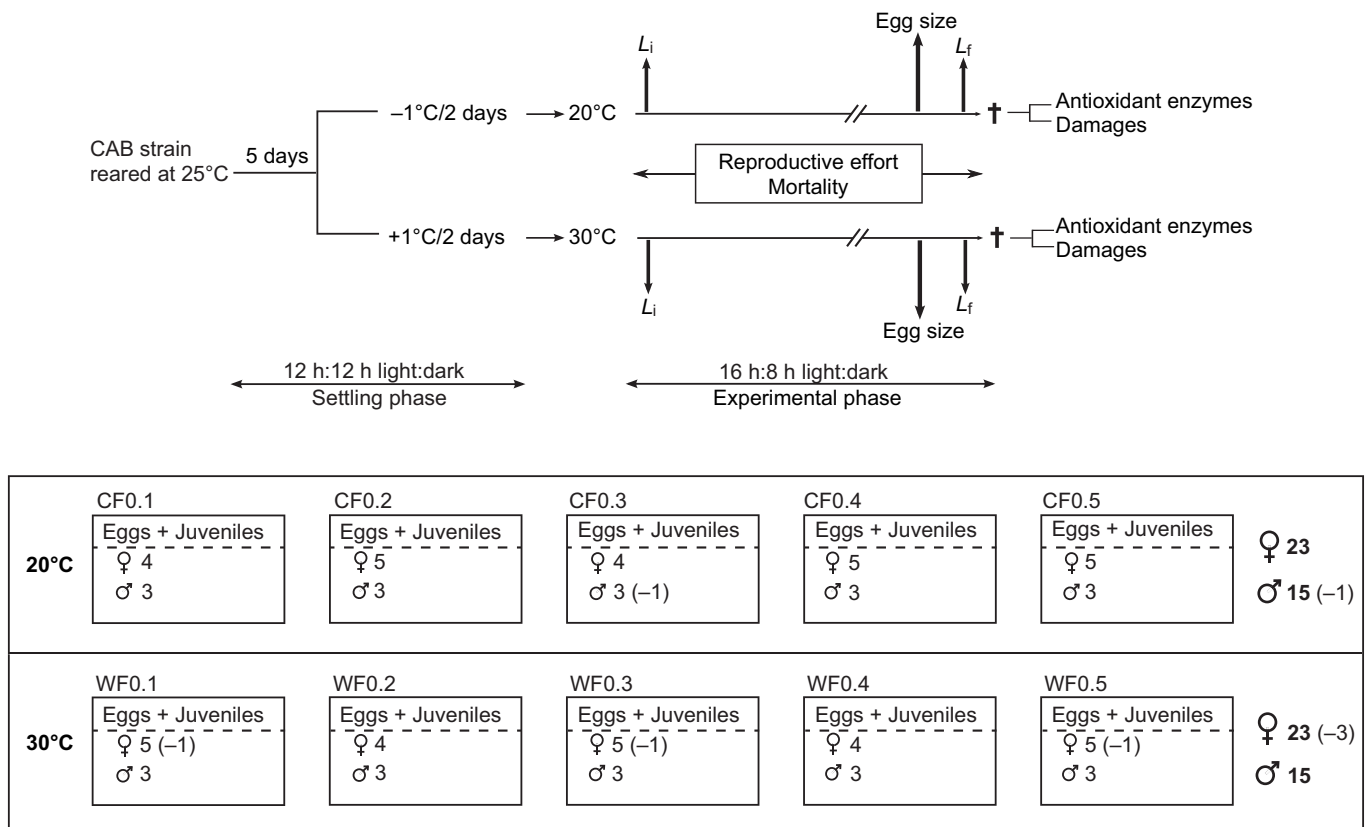 Egg size
Li
Lf
–1°C/2 days
20°C
†
Antioxidant enzymes
Damages
CAB strain
reared at 25°C
5 days
Reproductive effort
Mortality
+1°C/2 days
30°C
†
Antioxidant enzymes
Damages
Li
Lf
Egg size
12 h:12 h light:dark
Settling phase
16 h:8 h light:dark
Experimental phase
20°C
CF0.1
Eggs + Juveniles
♀ 4
♂ 3
CF0.2
Eggs + Juveniles
♀ 5
♂ 3
CF0.3
Eggs + Juveniles
♀ 4
♂ 3 (–1)
CF0.4
Eggs + Juveniles
♀ 5
♂ 3
CF0.5
Eggs + Juveniles
♀ 5
♂ 3
♀ 23
♂ 15 (–1)
30°C
WF0.1
Eggs + Juveniles
♀ 5 (–1)
♂ 3
WF0.2
Eggs + Juveniles
♀ 4
♂ 3
WF0.3
Eggs + Juveniles
♀ 5 (–1)
♂ 3
WF0.4
Eggs + Juveniles
♀ 4
♂ 3
WF0.5
Eggs + Juveniles
♀ 5 (–1)
♂ 3
♀ 23 (–3)
♂ 15